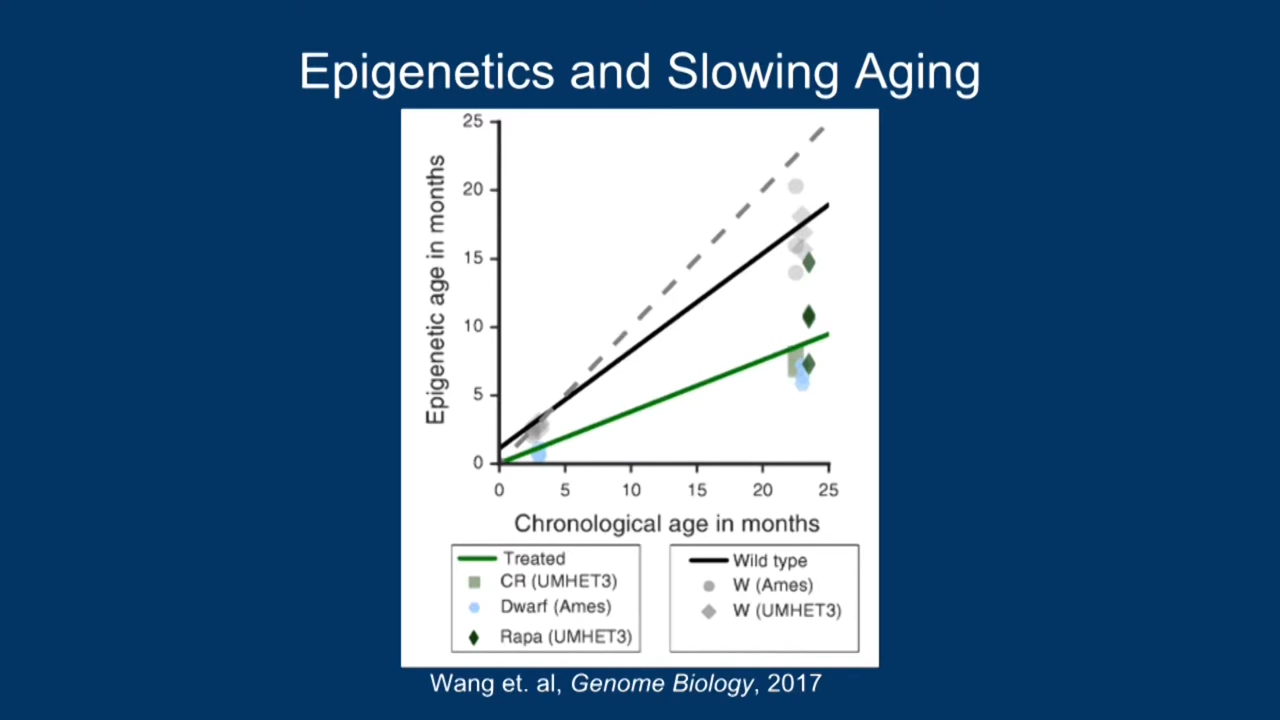 Epigenetics and Slowing Aging
25
20
15
10
5
0
Epigenetic age in months
0 5 10 15 20 25
Chronological age in months
Treated
CR (UMHET3)
Dwarf (Ames)
Rapa (UMHET3)
Wild type
W (Ames)
W (UMHET3)
Wang et. al, Genome Biology, 2017